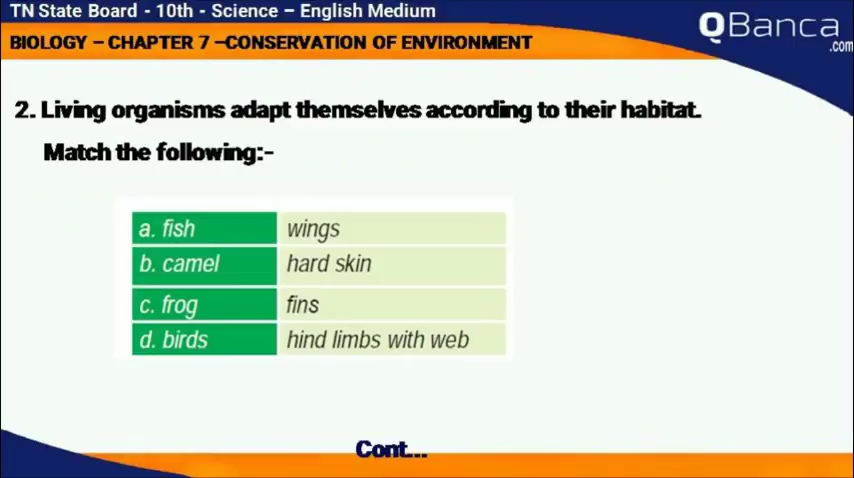 TN State Board - 10th - Science – English Medium
QBanca
.com
BIOLOGY – CHAPTER 7 –CONSERVATION OF ENVIRONMENT
2. Living organisms adapt themselves according to their habitat.
Match the following:-
a. fish wings
b. camel hard skin
c. frog fins
d. birds hind limbs with web
Cont...